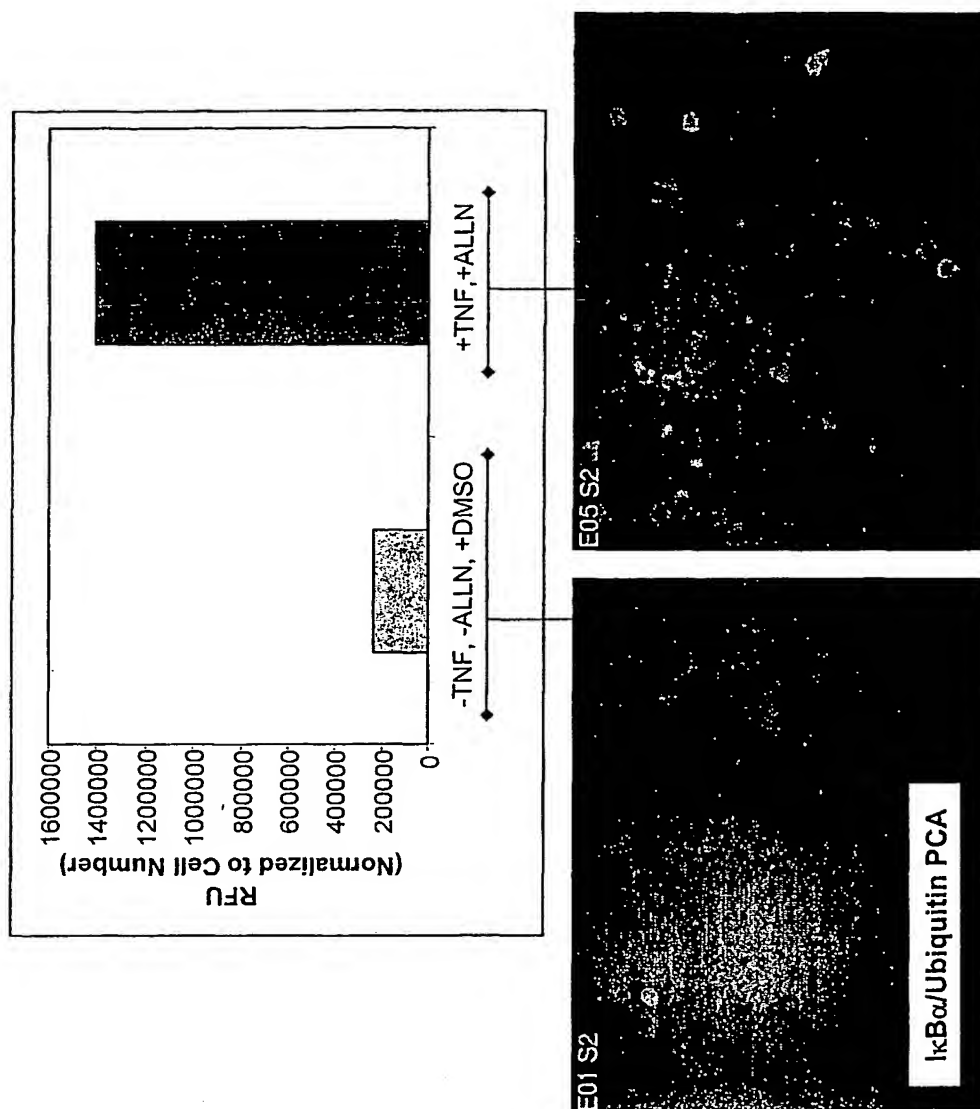 RFU
(Normalized to Cell Number)
1600000
1400000
1200000
1000000
800000
600000
400000
200000
0
-TNF, -ALLN, +DMSO
+TNF,+ALLN
E01 S2
E05 S2
IκBα/Ubiquitin PCA